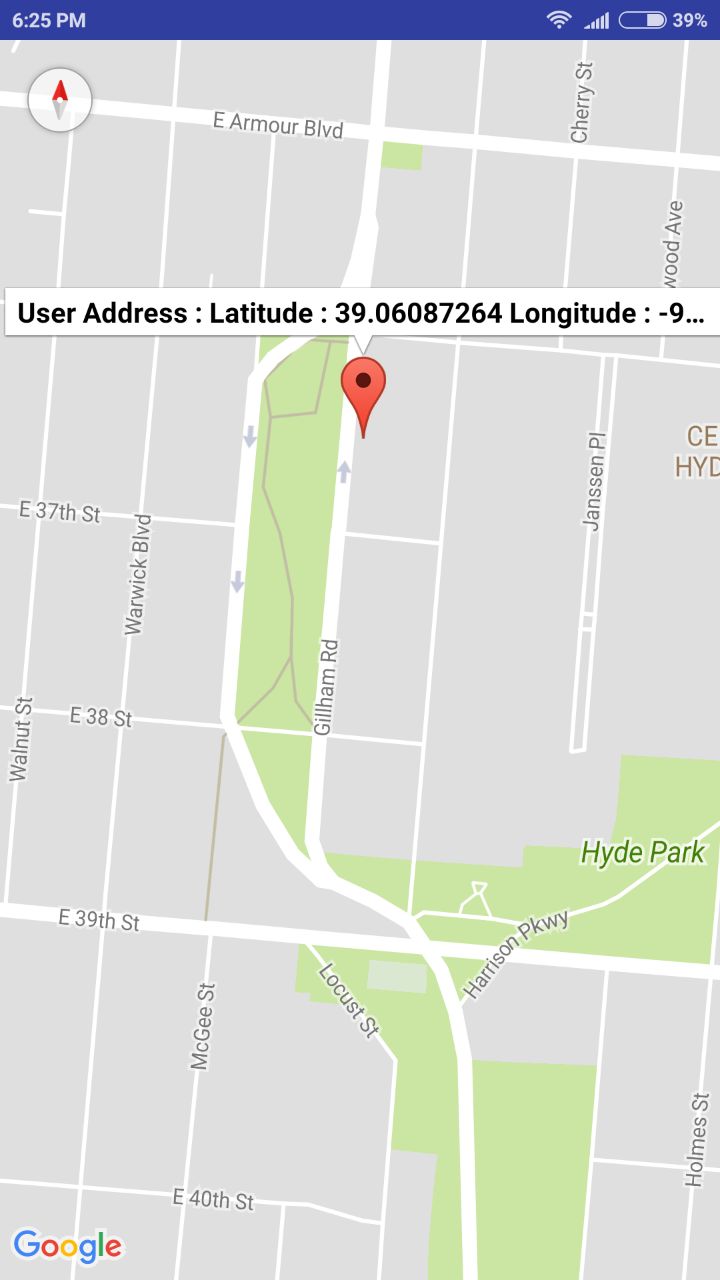 6:25 PM
39%
Cherry St
E Armour Blvd
wood Ave
User Address : Latitude : 39.06087264 Longitude : -9...
CE
HYD
Janssen Pl
E 37th St
Warwick Blvd
Gillham Rd
Walnut St
E 38 St
Hyde Park
E 39th St
Harrison Pkwy
Locust St
McGee St
Holmes St
E 40th St
Google